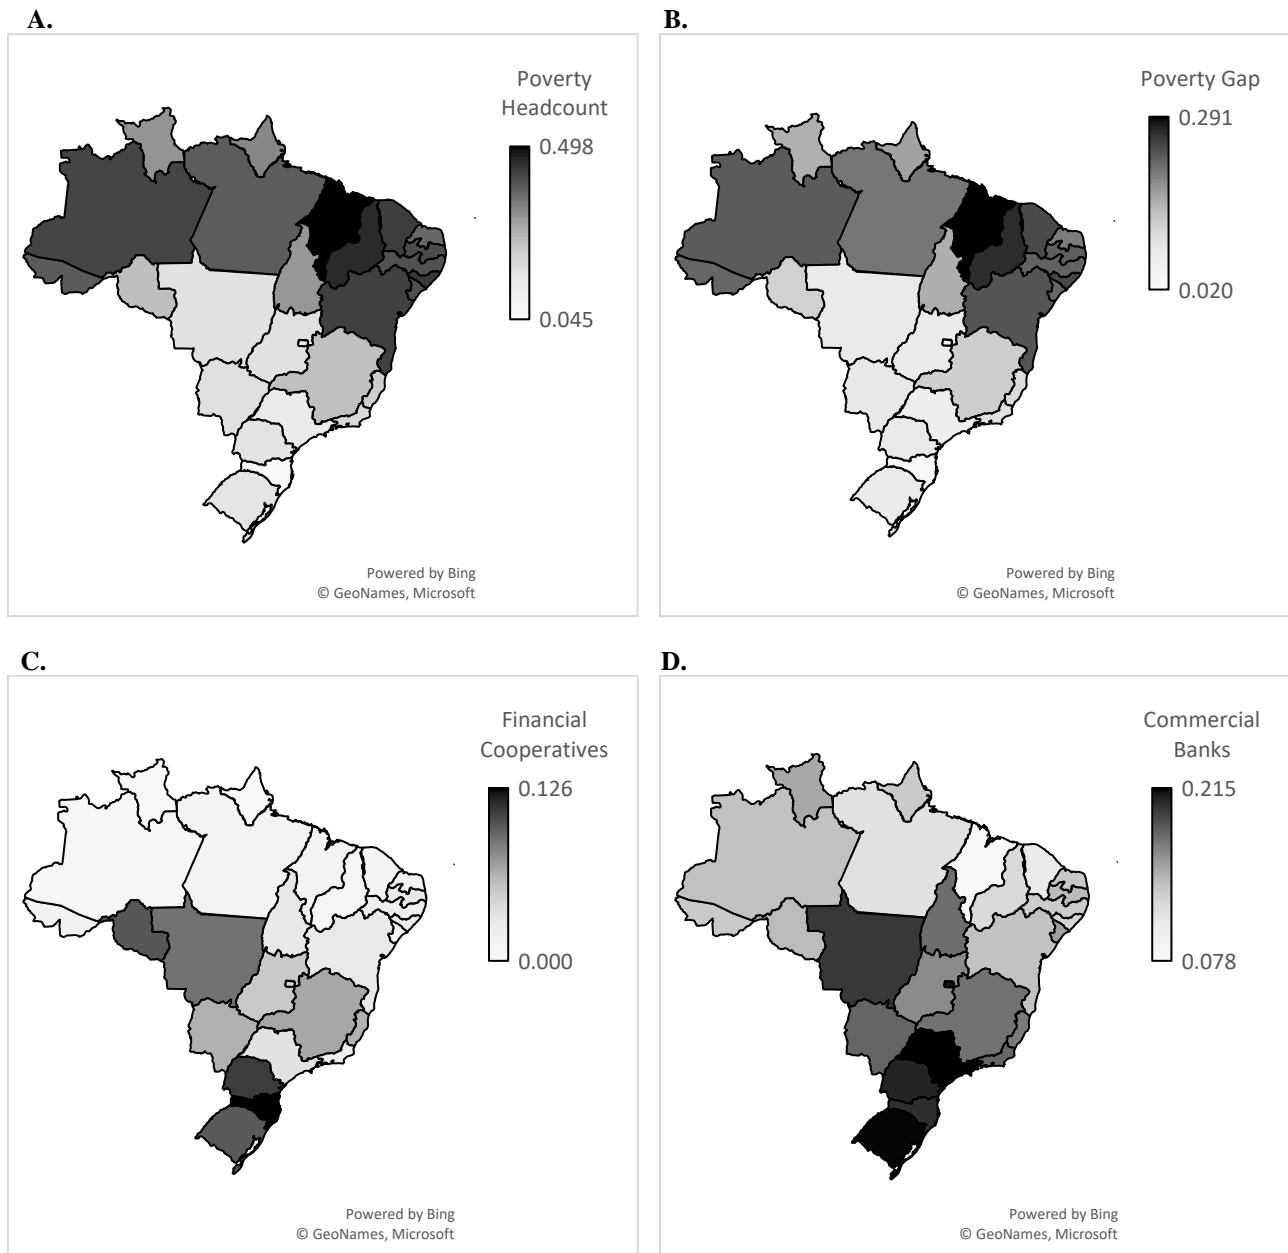 A.
Poverty
Headcount
0.498
0.045
Powered by Bing
© GeoNames, Microsoft
B.
Poverty Gap
0.291
0.020
Powered by Bing
© GeoNames, Microsoft
C.
Financial
Cooperatives
0.126
0.000
Powered by Bing
© GeoNames, Microsoft
D.
Commercial
Banks
0.215
0.078
Powered by Bing
© GeoNames, Microsoft